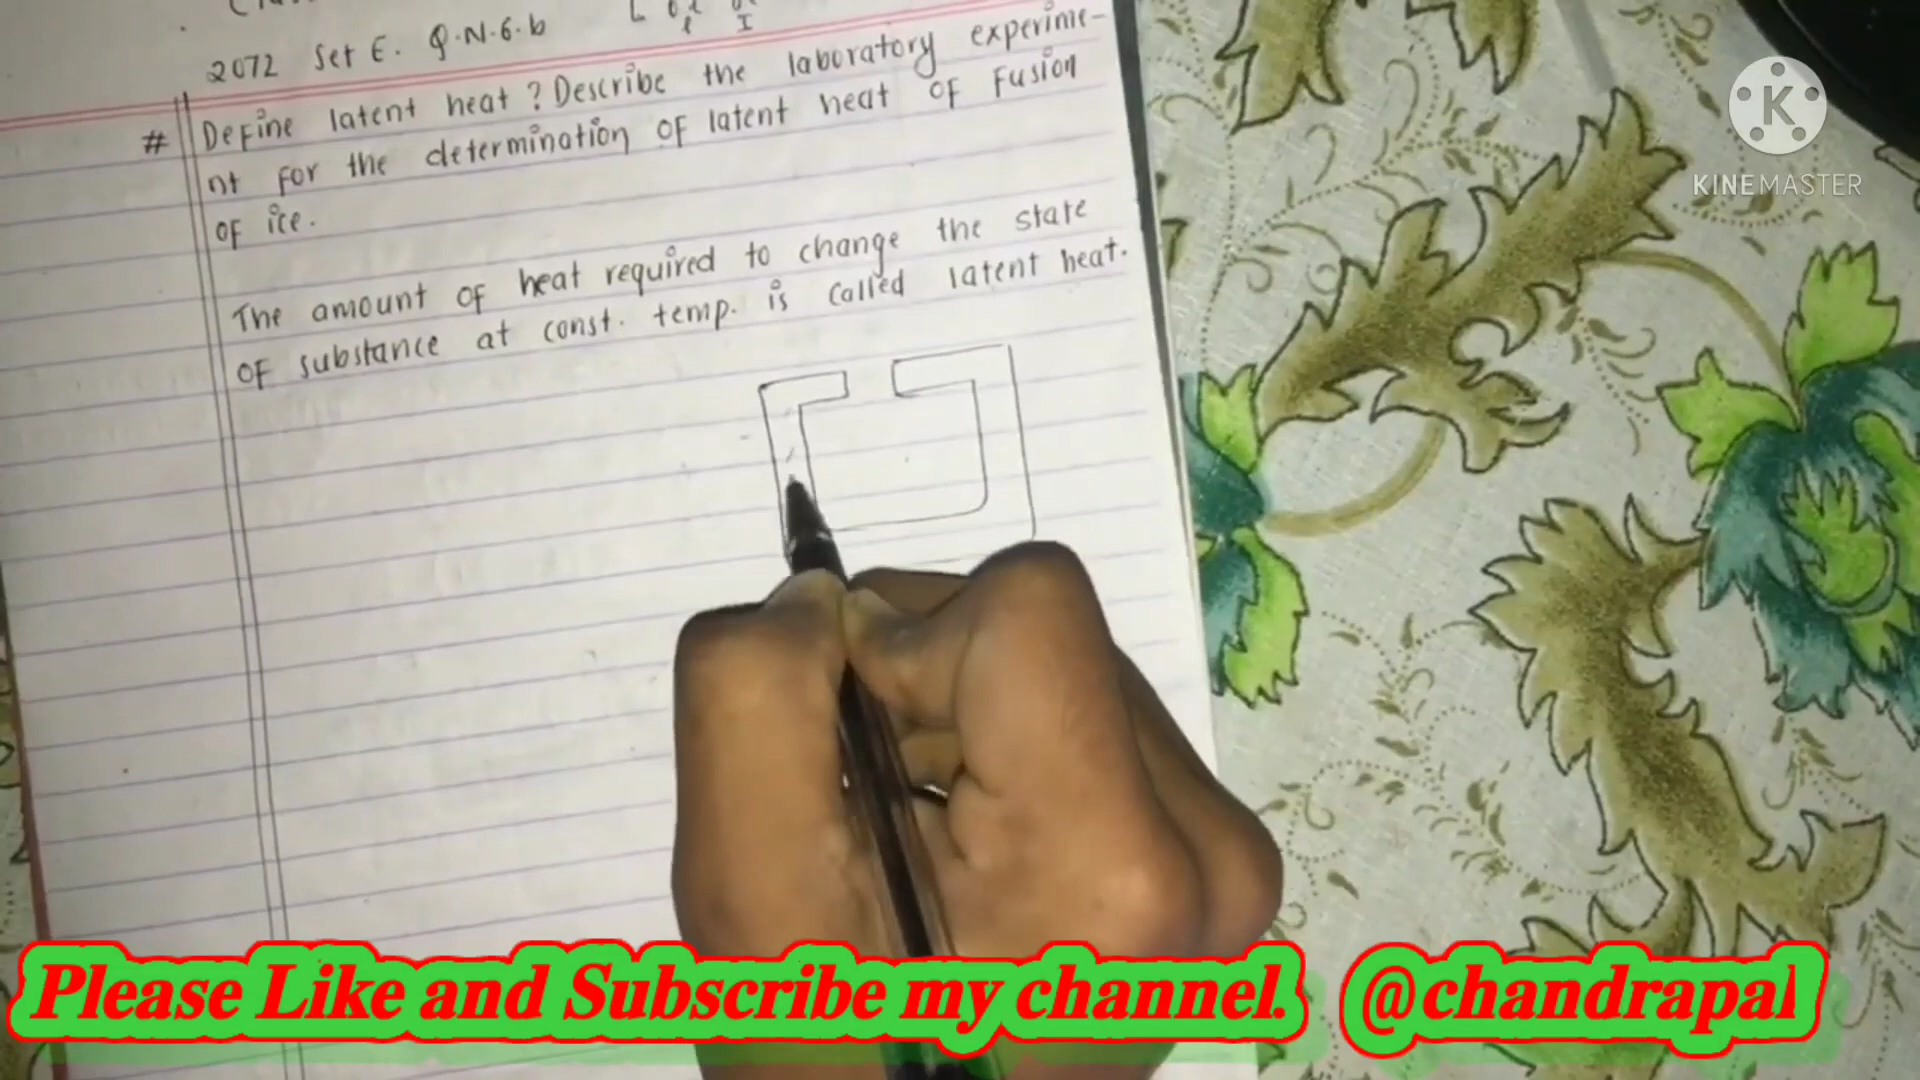 2072 Set E. Q.N.6.b
# Define latent heat? Describe the laboratory experime-
nt for the determination of latent heat of fusion
of ice.
The amount of heat required to change the state
of substance at const. temp. is called latent heat.
K
KINEMASTER
Please Like and Subscribe my channel. @chandrapal